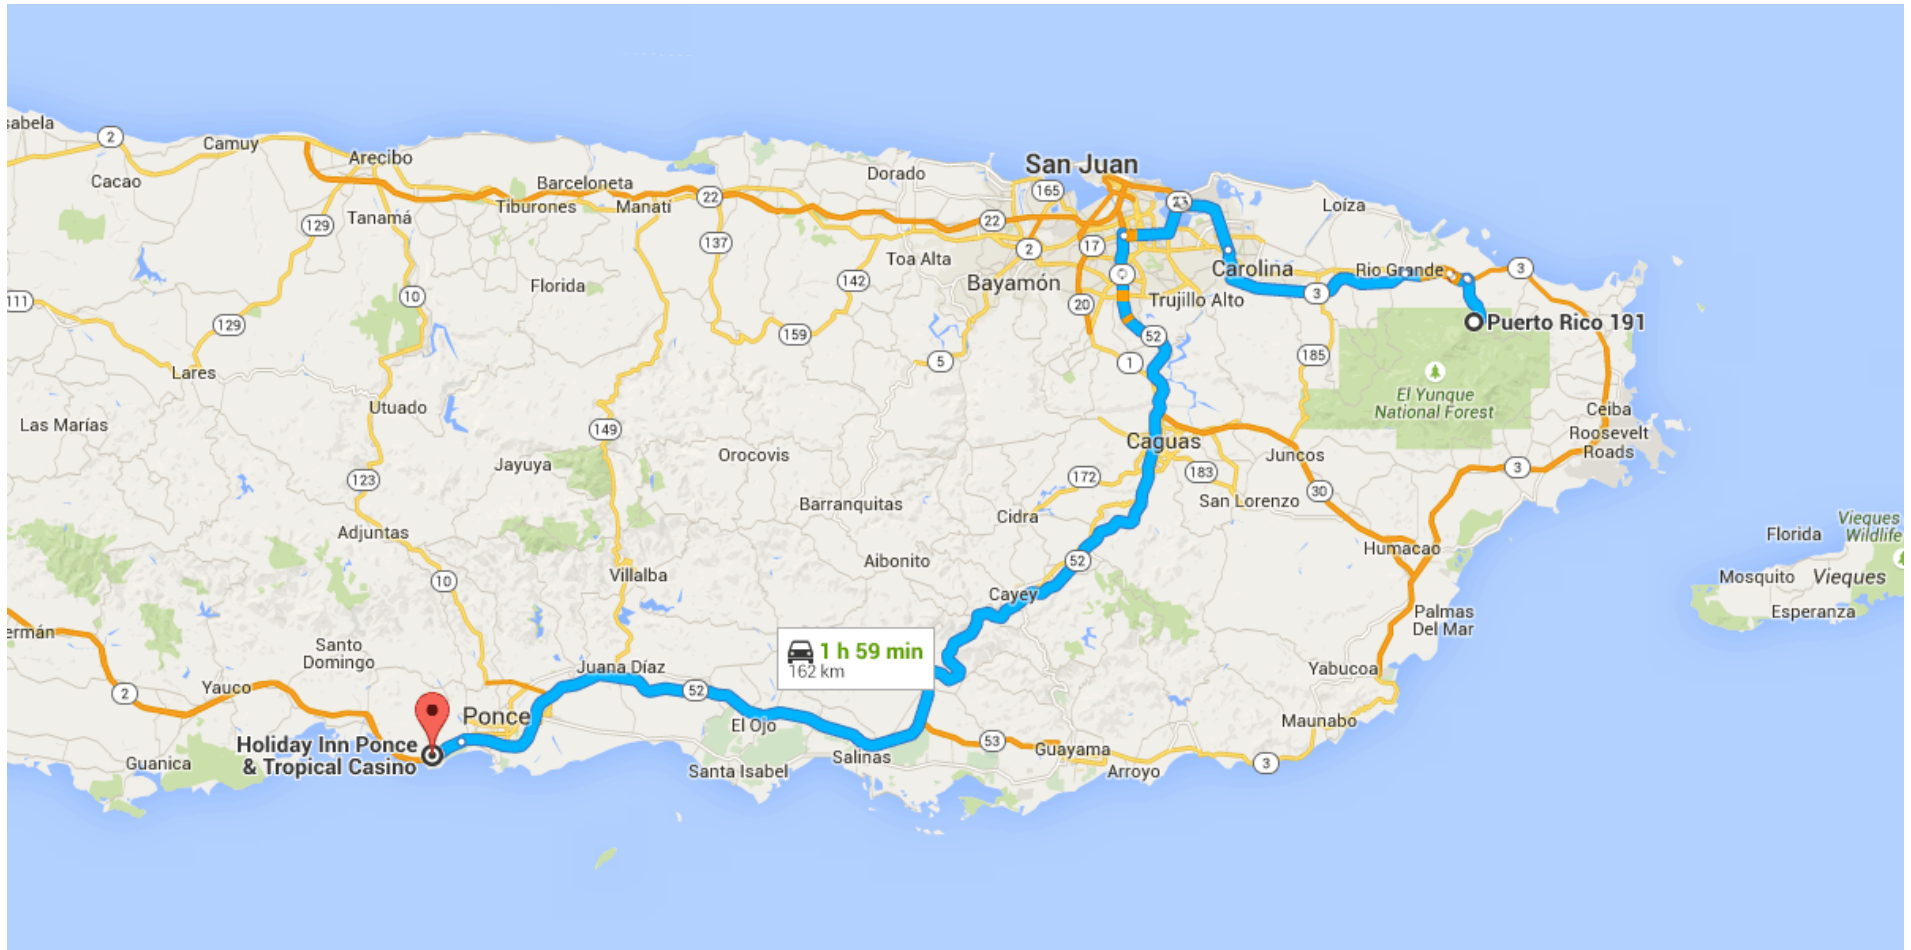 sabela
2
Camuy
Arecibo
Cacao
Barceloneta
Tiburones
Manatí
22
Dorado
San Juan
165
Loíza
129
Tanamá
137
22
2
17
Toa Alta
Bayamón
Carolina
Rio Grande
3
111
10
Florida
142
20
Trujillo Alto
3
Puerto Rico 191
129
159
52
5
1
185
Lares
El Yunque
National Forest
Utuado
Las Marías
149
Ceiba
Roosevelt
Roads
Caguas
Orocovis
Juncos
Jayuya
123
172
183
3
30
San Lorenzo
Barranquitas
Cidra
Adjuntas
Humacao
Florida
Vieques
Wildlife
Aibonito
52
10
Villalba
Mosquito
Vieques
Cayey
Esperanza
Palmas
Del Mar
ermán
Santo
Domingo
1 h 59 min
162 km
Juana Díaz
Yabucoa
2
Yauco
52
Ponce
El Ojo
Maunabo
Holiday Inn Ponce
& Tropical Casino
Guanica
Salinas
53
Guayama
3
Santa Isabel
Arroyo